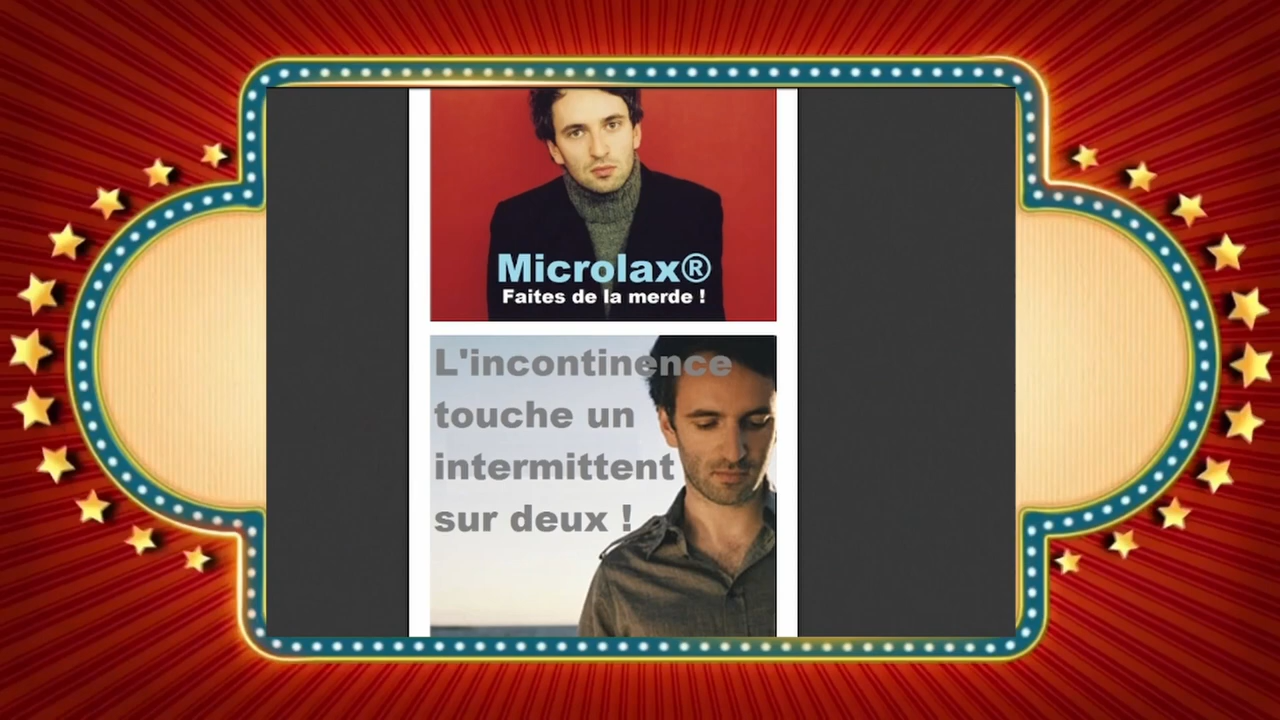 Microlax®
Faites de la merde !
L'incontinence
touche un
intermittent
sur deux !